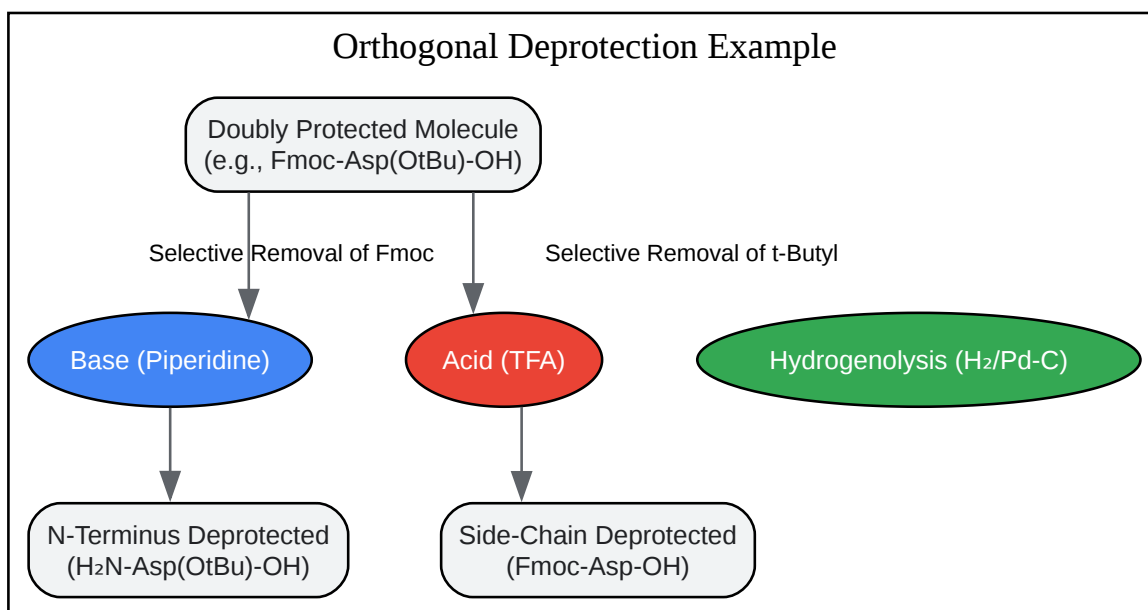 Orthogonal Deprotection Example
Doubly Protected Molecule
(e.g., Fmoc-Asp(OtBu)-OH)
Selective Removal of Fmoc
Selective Removal of t-Butyl
Base (Piperidine)
Acid (TFA)
Hydrogenolysis (H₂/Pd-C)
N-Terminus Deprotected
(H₂N-Asp(OtBu)-OH)
Side-Chain Deprotected
(Fmoc-Asp-OH)